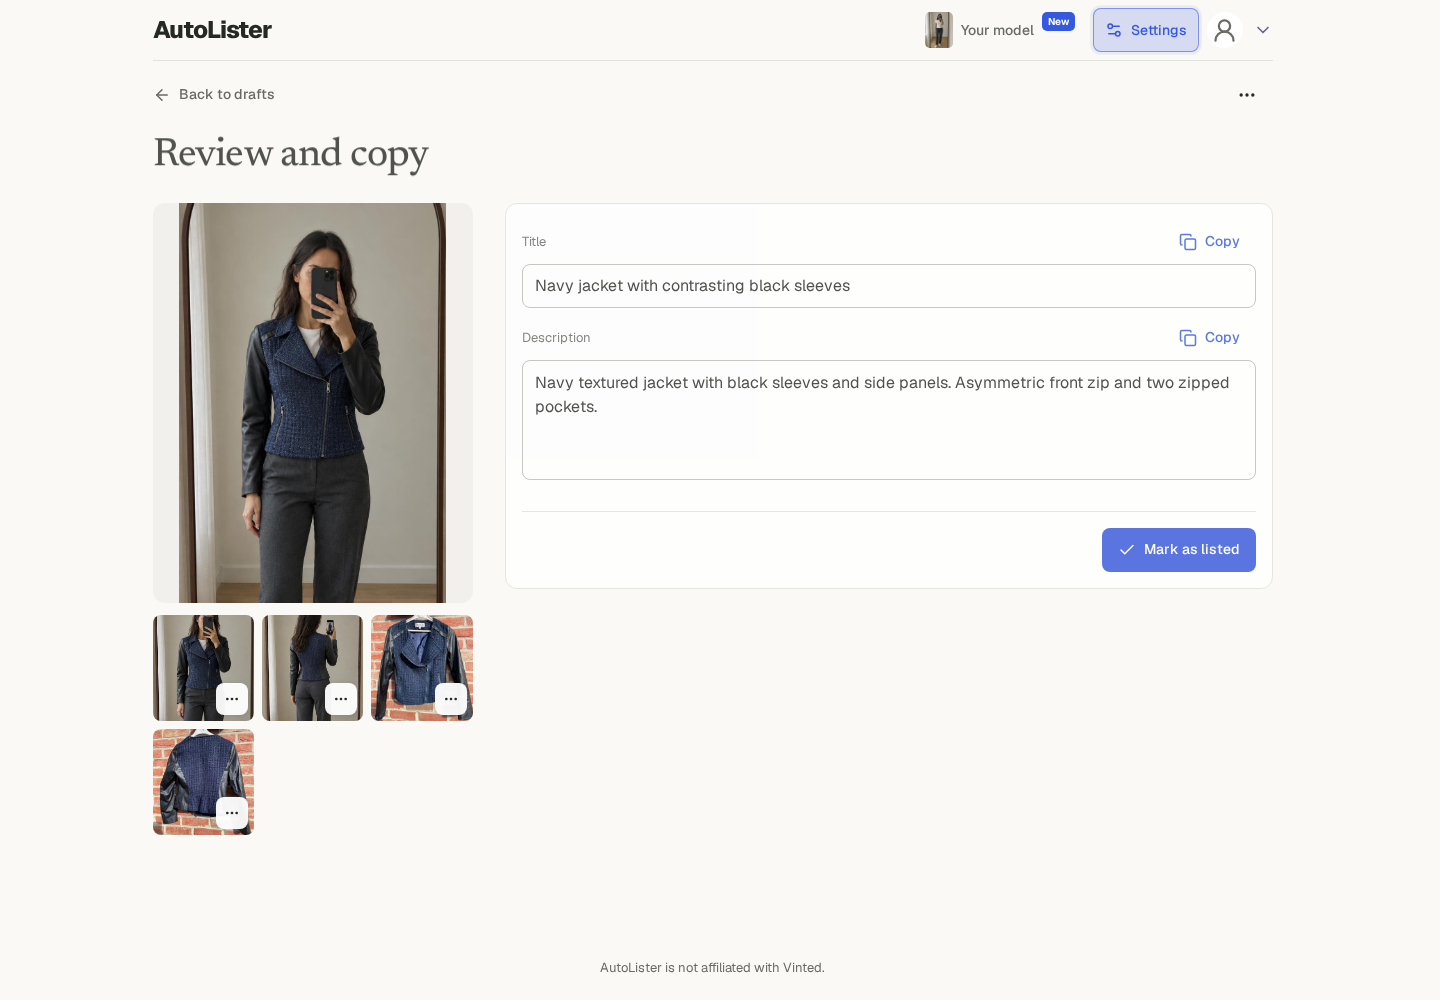 AutoLister
Your model
New
Settings
Back to drafts
Review and copy
Title
Copy
Navy jacket with contrasting black sleeves
Description
Copy
Navy textured jacket with black sleeves and side panels. Asymmetric front zip and two zipped
pockets.
Mark as listed
AutoLister is not affiliated with Vinted.